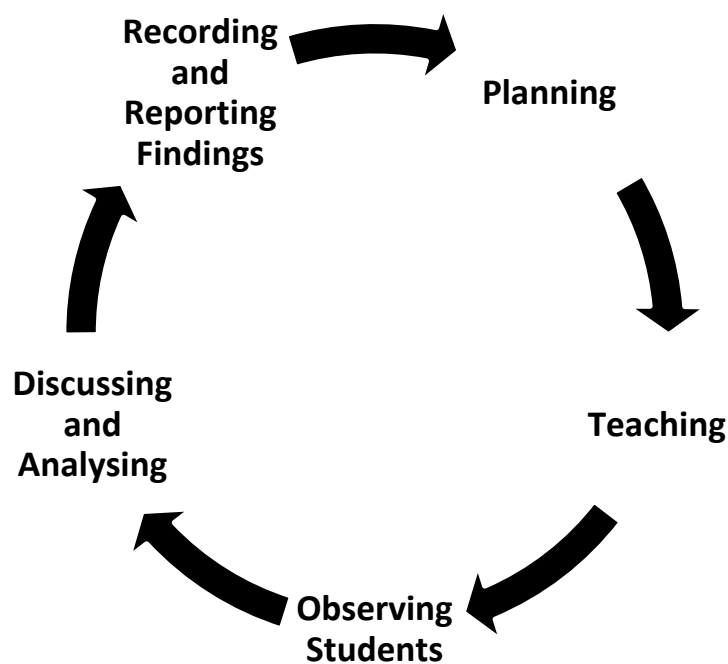 Recording
and
Reporting
Findings
Planning
Teaching
Observing
Students
Discussing
and
Analysing